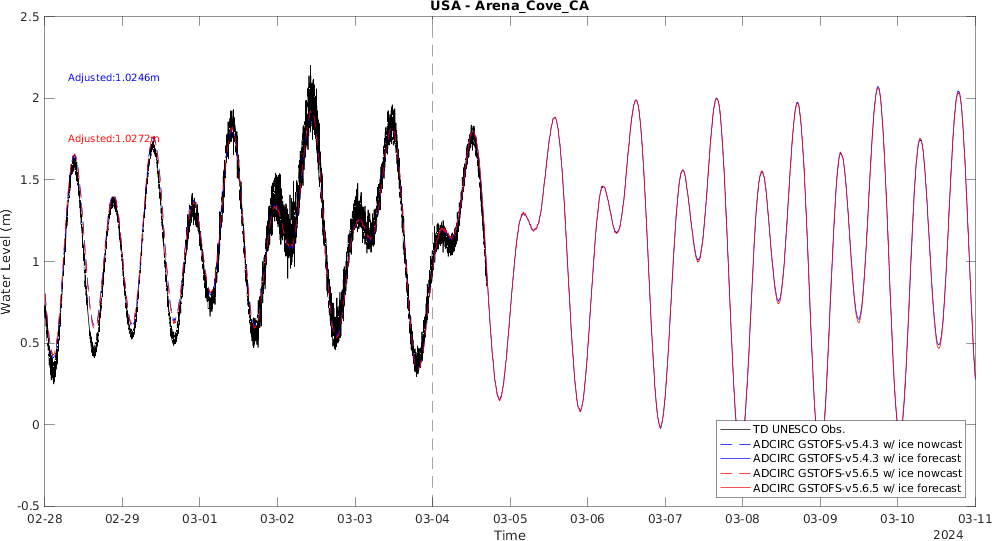 USA - Arena_Cove_CA
2.5
2
1.5
1
0.5
0
-0.5
Water Level (m)
Adjusted:1.0246m
Adjusted:1.0272m
TD UNESCO Obs.
ADCIRC GSTOFS-v5.4.3 w/ ice nowcast
ADCIRC GSTOFS-v5.4.3 w/ ice forecast
ADCIRC GSTOFS-v5.6.5 w/ ice nowcast
ADCIRC GSTOFS-v5.6.5 w/ ice forecast
02-28 02-29 03-01 03-02 03-03 03-04 03-05 03-06 03-07 03-08 03-09 03-10 03-11
Time
2024